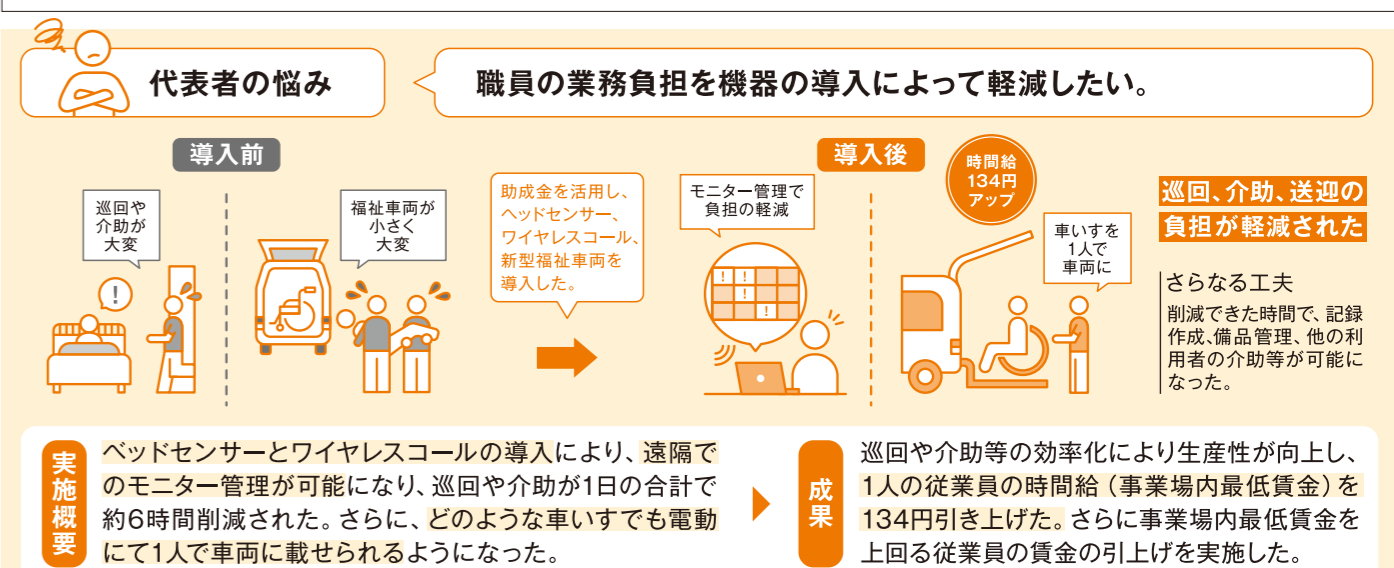 代表者の悩み
職員の業務負担を機器の導入によって軽減したい。
導入前
巡回や
介助が
大変
!
福祉車両が
小さく
大変
助成金を活用し、
ヘッドセンサー、
ワイヤレスコール、
新型福祉車両を
導入した。
導入後
モニター管理で
負担の軽減
! !
!
!
時間給
134円
アップ
車いすを
1人で
車両に
巡回、介助、送迎の
負担が軽減された
さらなる工夫
削減できた時間で、記録
作成、備品管理、他の利
用者の介助等が可能に
なった。
実施概要
ベッドセンサーとワイヤレスコールの導入により、遠隔で
のモニター管理が可能になり、巡回や介助が1日の合計で
約6時間削減された。さらに、どのような車いすでも電動
にて1人で車両に載せられるようになった。
成果
巡回や介助等の効率化により生産性が向上し、
1人の従業員の時間給（事業場内最低賃金）を
134円引き上げた。さらに事業場内最低賃金を
上回る従業員の賃金の引上げを実施した。